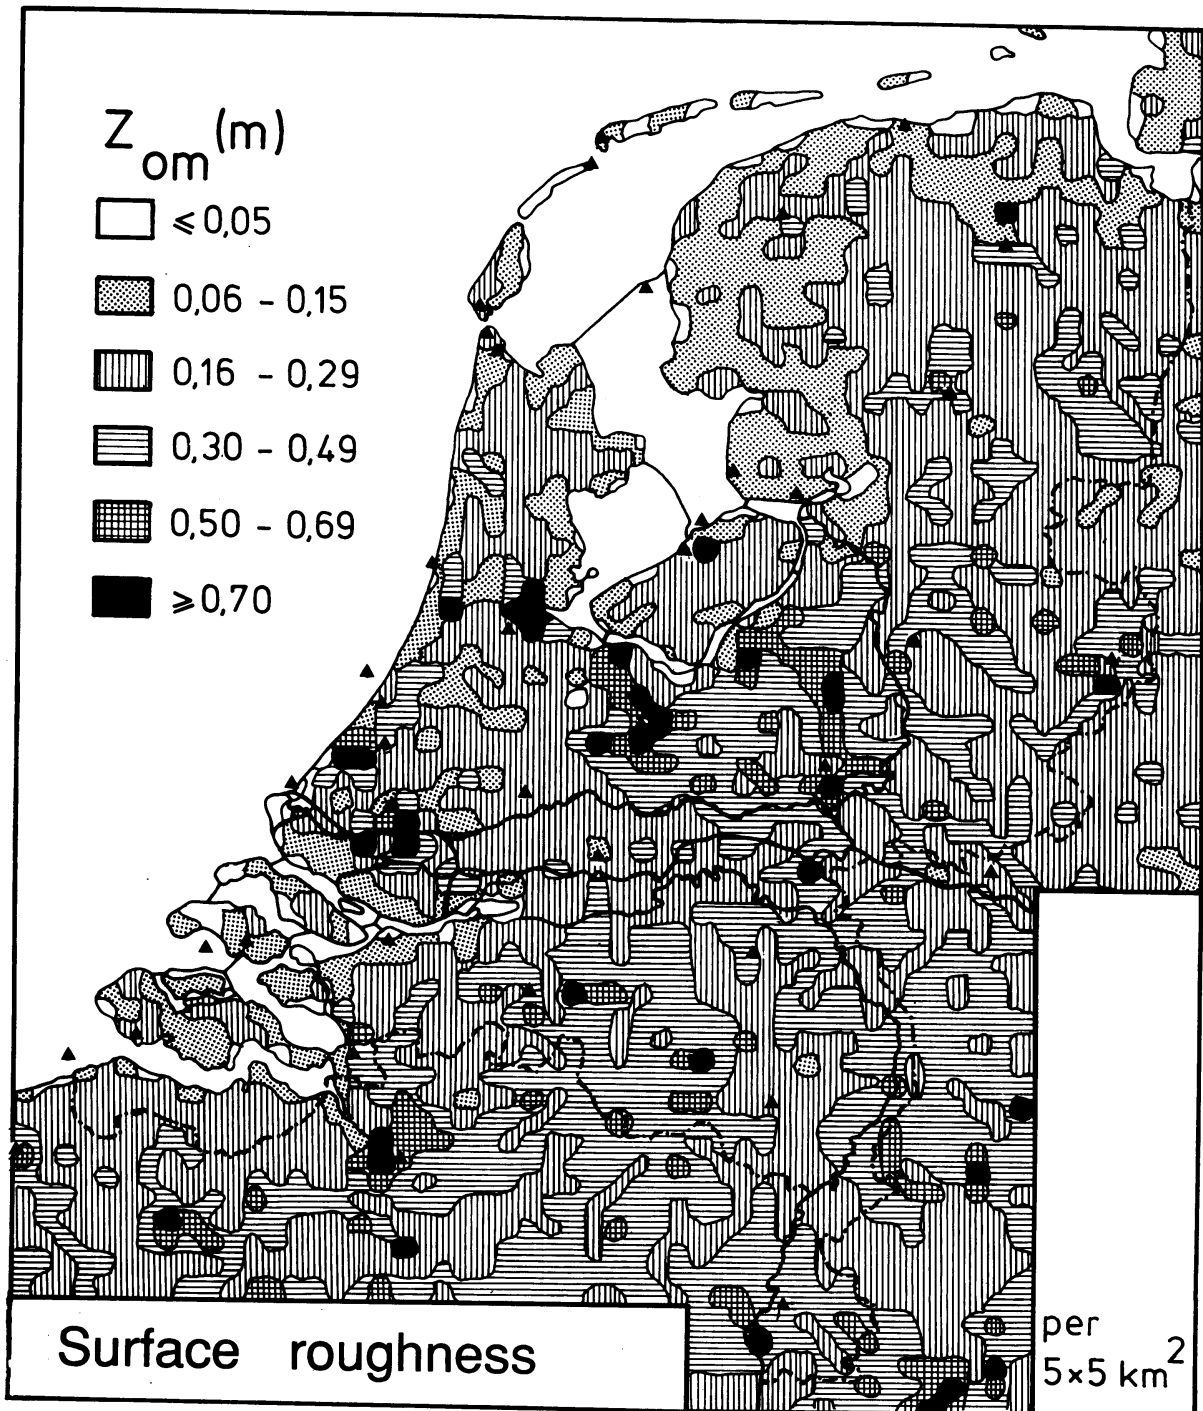 Zom (m)
≤ 0,05
0,06 - 0,15
0,16 - 0,29
0,30 - 0,49
0,50 - 0,69
≥ 0,70
Surface roughness
per
5×5 km²